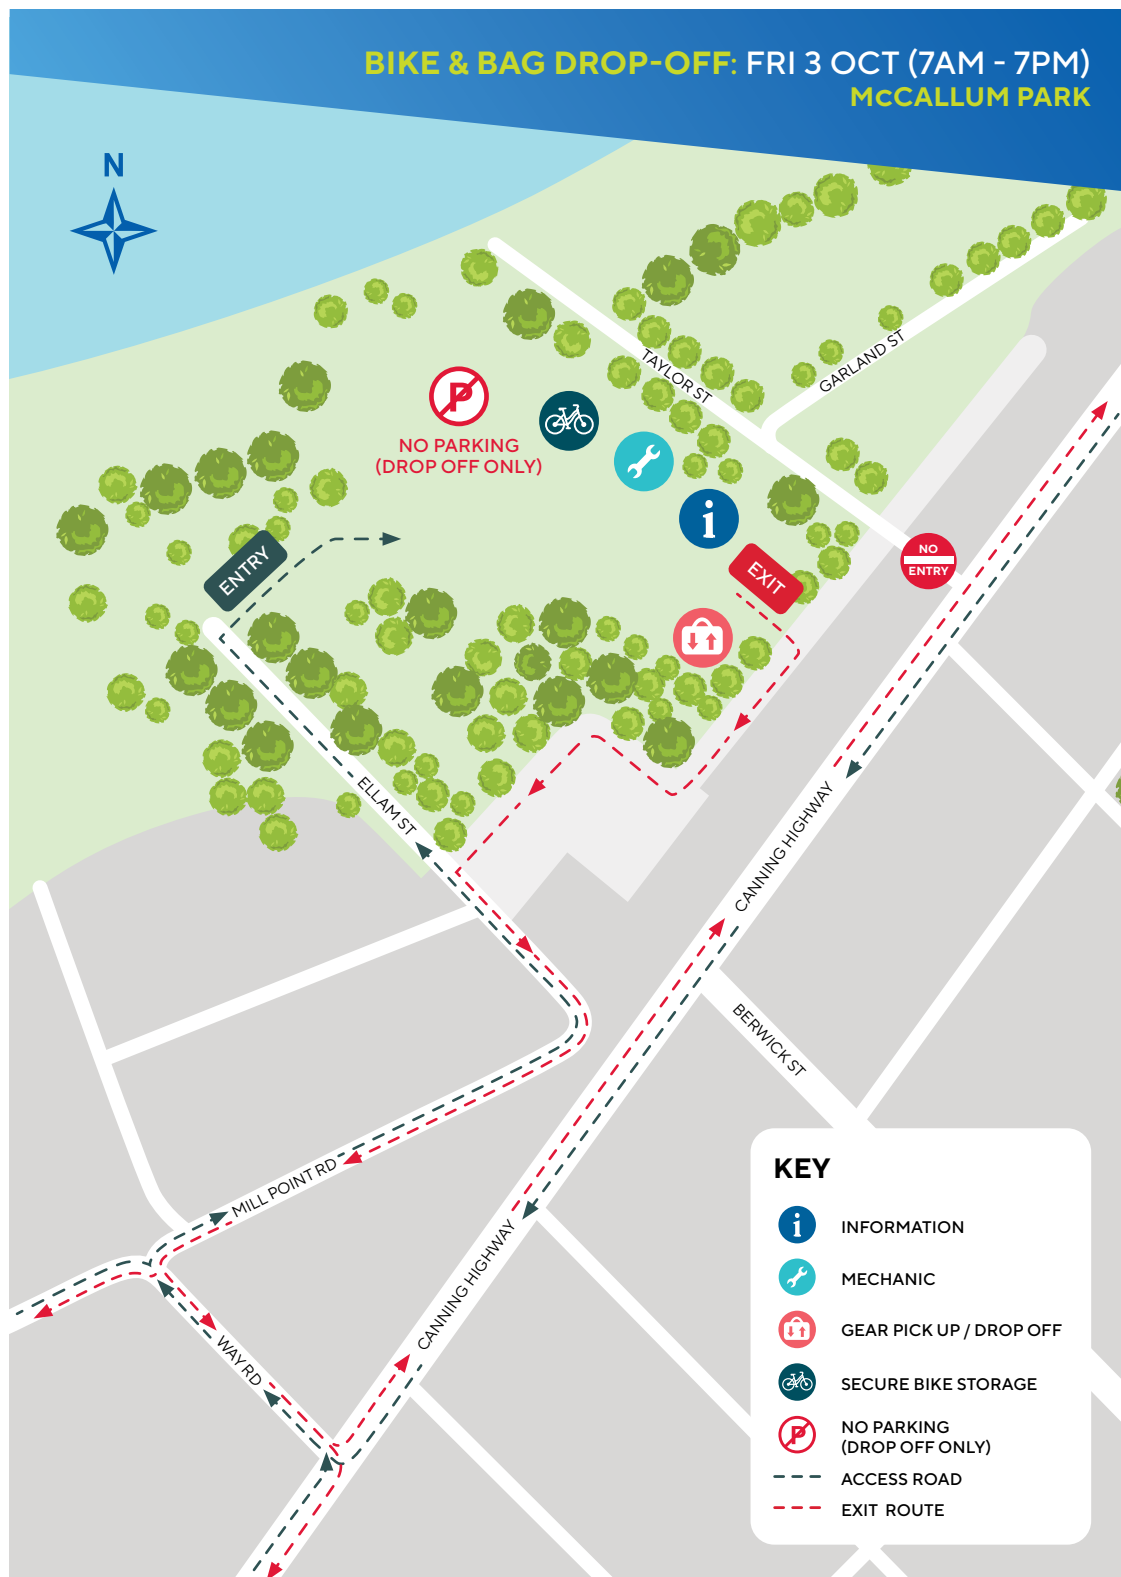 BIKE & BAG DROP-OFF: FRI 3 OCT (7AM - 7PM)
McCALLUM PARK
N
TAYLOR ST
GARLAND ST
P
NO PARKING
(DROP OFF ONLY)
i
ENTRY
EXIT
NO
ENTRY
ELLAM ST
CANNING HIGHWAY
BERWICK ST
MILL POINT RD
CANNING HIGHWAY
WAY RD
KEY
i
INFORMATION
MECHANIC
GEAR PICK UP / DROP OFF
SECURE BIKE STORAGE
P
NO PARKING
(DROP OFF ONLY)
ACCESS ROAD
EXIT ROUTE